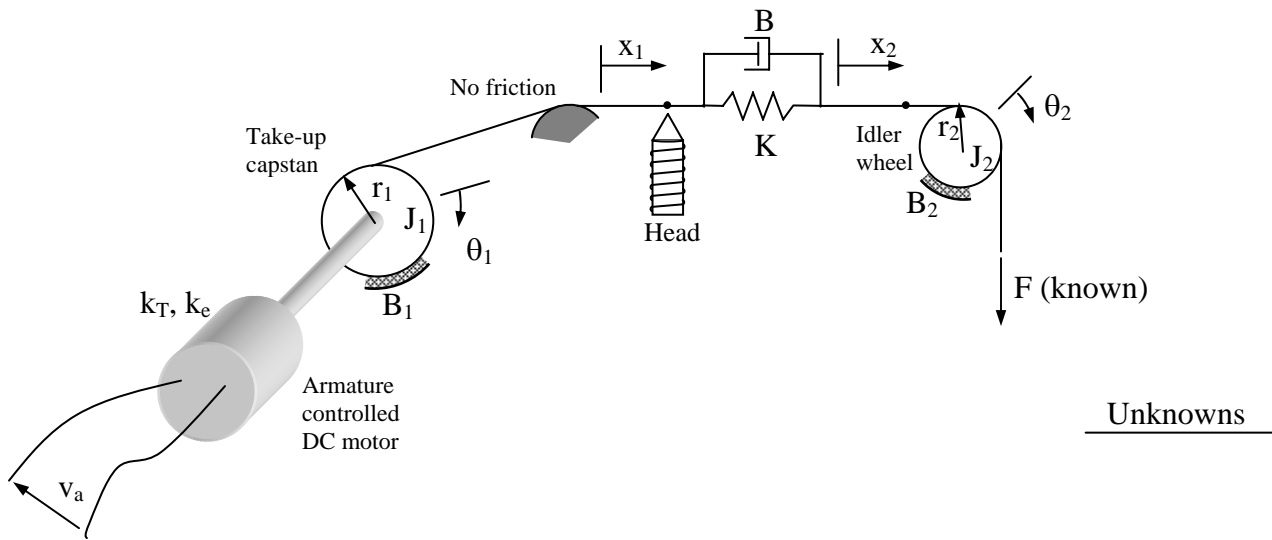 B
x₁
x₂
No friction
θ₂
Take-up
capstan
K
Idler
wheel
r₂
J₂
r₁
J₁
B₂
Head
θ₁
B₁
F (known)
kT, ke
Armature
controlled
DC motor
Unknowns
vₐ